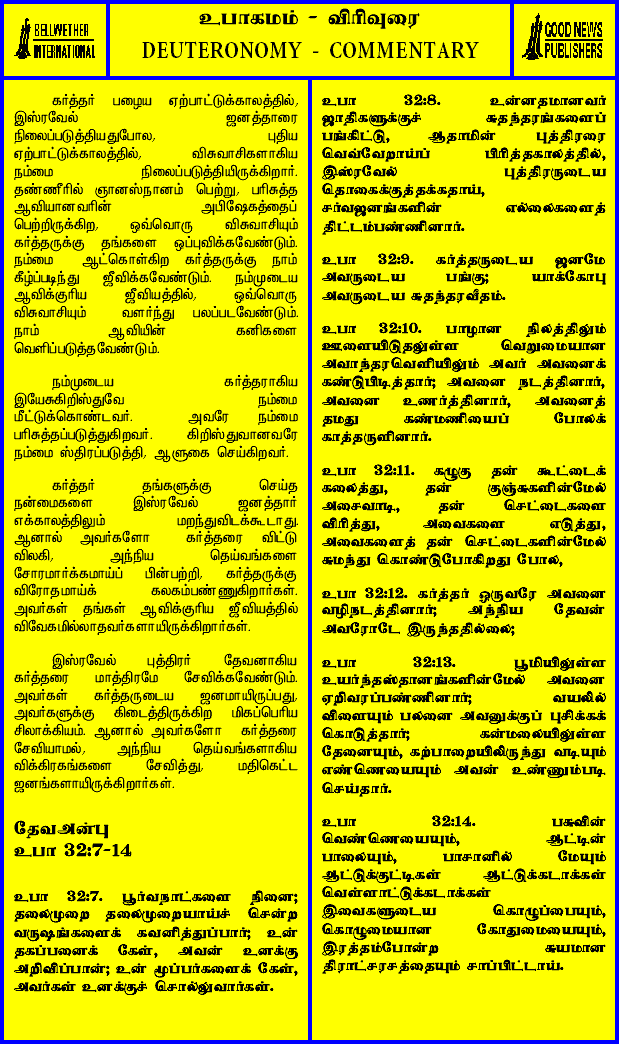 BELLWETHER
INTERNATIONAL
உபாகமம் - விரிவுரை
DEUTERONOMY - COMMENTARY
GOOD NEWS
PUBLISHERS
கர்த்தர் பழைய ஏற்பாட்டுக்காலத்தில்,
இஸ்ரவேல் ஜனத்தாரை
நிலைப்படுத்தியதுபோல, புதிய
ஏற்பாட்டுக்காலத்தில், விசுவாசிகளாகிய
நம்மை நிலைப்படுத்தியிருக்கிறார்.
தண்ணீரில் ஞானஸ்நானம் பெற்று, பரிசுத்த
ஆவியானவரின் அபிஷேகத்தைப்
பெற்றிருக்கிற, ஒவ்வொரு விசுவாசியும்
கர்த்தருக்கு தங்களை ஒப்புவிக்கவேண்டும்.
நம்மை ஆட்கொள்கிற கர்த்தருக்கு நாம்
கீழ்ப்படிந்து ஜீவிக்கவேண்டும். நம்முடைய
ஆவிக்குரிய ஜீவியத்தில், ஒவ்வொரு
விசுவாசியும் வளர்ந்து பலப்படவேண்டும்.
நாம் ஆவியின் கனிகளை
வெளிப்படுத்தவேண்டும்.
நம்முடைய கர்த்தராகிய
இயேசுகிறிஸ்துவே நம்மை
மீட்டுக்கொண்டவர். அவரே நம்மை
பரிசுத்தப்படுத்துகிறவர். கிறிஸ்துவானவரே
நம்மை ஸ்திரப்படுத்தி, ஆளுகை செய்கிறவர்.
கர்த்தர் தங்களுக்கு செய்த
நன்மைகளை இஸ்ரவேல் ஜனத்தார்
எக்காலத்திலும் மறந்துவிடக்கூடாது.
ஆனால் அவர்களோ கர்த்தரை விட்டு
விலகி, அந்நிய தெய்வங்களை
சோரமார்க்கமாய்ப் பின்பற்றி, கர்த்தருக்கு
விரோதமாய்க் கலகம்பண்ணுகிறார்கள்.
அவர்கள் தங்கள் ஆவிக்குரிய ஜீவியத்தில்
விவேகமில்லாதவர்களாயிருக்கிறார்கள்.
இஸ்ரவேல் புத்திரர் தேவனாகிய
கர்த்தரை மாத்திரமே சேவிக்கவேண்டும்.
அவர்கள் கர்த்தருடைய ஜனமாயிருப்பது,
அவர்களுக்கு கிடைத்திருக்கிற மிகப்பெரிய
சிலாக்கியம். ஆனால் அவர்களோ கர்த்தரை
சேவியாமல், அந்நிய தெய்வங்களாகிய
விக்கிரகங்களை சேவித்து, மதிகெட்ட
ஜனங்களாயிருக்கிறார்கள்.
தேவஅன்பு
உபா 32:7-14
உபா 32:7. பூர்வநாட்களை நினை;
தலைமுறை தலைமுறையாய்ச் சென்ற
வருஷங்களைக் கவனித்துப்பார்; உன்
தகப்பனைக் கேள், அவன் உனக்கு
அறிவிப்பான்; உன் மூப்பர்களைக் கேள்,
அவர்கள் உனக்குச் சொல்லுவார்கள்.
உபா 32:8. உன்னதமானவர்
ஜாதிகளுக்குச் சுதந்தரங்களைப்
பங்கிட்டு, ஆதாமின் புத்திரரை
வெவ்வேறாய்ப் பிரித்தகாலத்தில்,
இஸ்ரவேல் புத்திரருடைய
தொகைக்குத்தக்கதாய்,
சர்வஜனங்களின் எல்லைகளைத்
திட்டம்பண்ணினார்.
உபா 32:9. கர்த்தருடைய ஜனமே
அவருடைய பங்கு; யாக்கோபு
அவருடைய சுதந்தரவீதம்.
உபா 32:10. பாழான நிலத்திலும்
ஊளையிடுதலுள்ள வெறுமையான
அவாந்தரவெளியிலும் அவர் அவனைக்
கண்டுபிடித்தார்; அவனை நடத்தினார்,
அவனை உணர்த்தினார், அவனைத்
தமது கண்மணியைப் போலக்
காத்தருளினார்.
உபா 32:11. கழுகு தன் கூட்டைக்
கலைத்து, தன் குஞ்சுகளின்மேல்
அசைவாடி, தன் செட்டைகளை
விரித்து, அவைகளை எடுத்து,
அவைகளைத் தன் செட்டைகளின்மேல்
சுமந்து கொண்டுபோகிறது போல,
உபா 32:12. கர்த்தர் ஒருவரே அவனை
வழிநடத்தினார்; அந்நிய தேவன்
அவரோடே இருந்ததில்லை;
உபா 32:13. பூமியிலுள்ள
உயர்ந்தஸ்தானங்களின்மேல் அவனை
ஏறிவரப்பண்ணினார்; வயலில்
விளையும் பலனை அவனுக்குப் புசிக்கக்
கொடுத்தார்; கன்மலையிலுள்ள
தேனையும், கற்பாறையிலிருந்து வடியும்
எண்ணெயையும் அவன் உண்ணும்படி
செய்தார்.
உபா 32:14. பசுவின்
வெண்ணெயையும், ஆட்டின்
பாலையும், பாசானில் மேயும்
ஆட்டுக்குட்டிகள் ஆட்டுக்கடாக்கள்
வெள்ளாட்டுக்கடாக்கள்
இவைகளுடைய கொழுப்பையும்,
கொழுமையான கோதுமையையும்,
இரத்தம்போன்ற சுயமான
திராட்சரசத்தையும் சாப்பிட்டாய்.